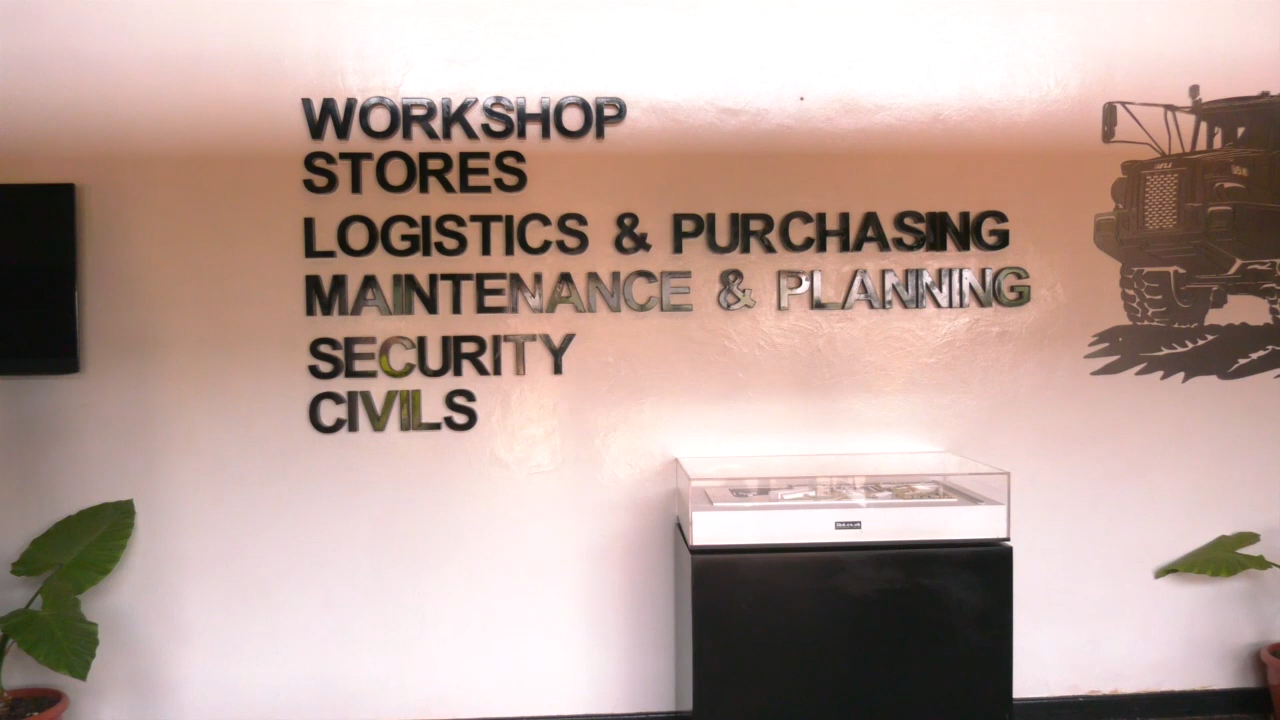 WORKSHOP
STORES
LOGISTICS & PURCHASING
MAINTENANCE & PLANNING
SECURITY
CIVILS